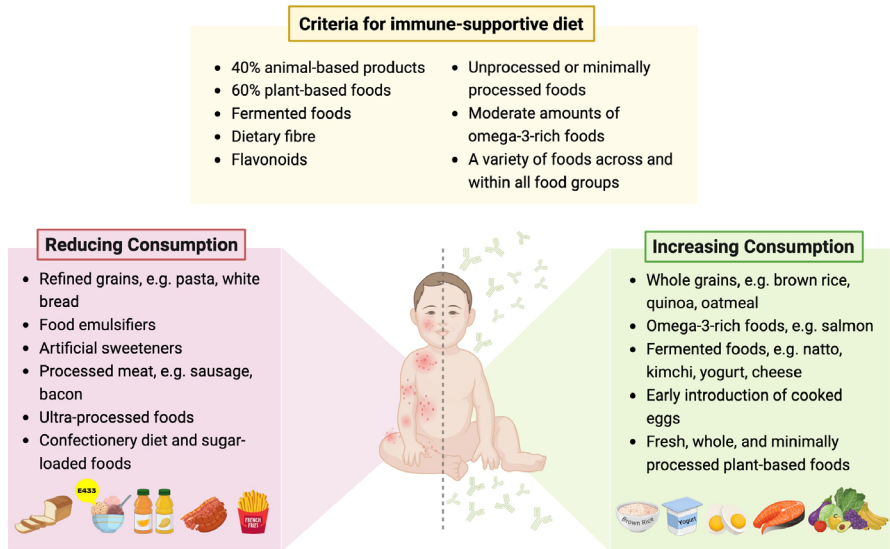 Criteria for immune-supportive diet
• 40% animal-based products
• 60% plant-based foods
• Fermented foods
• Dietary fibre
• Flavonoids
• Unprocessed or minimally
processed foods
• Moderate amounts of
omega-3-rich foods
• A variety of foods across and
within all food groups
Reducing Consumption
• Refined grains, e.g. pasta, white
bread
• Food emulsifiers
• Artificial sweeteners
• Processed meat, e.g. sausage,
bacon
• Ultra-processed foods
• Confectionery diet and sugar-
loaded foods
E433
FRENCH
FRIES
Increasing Consumption
• Whole grains, e.g. brown rice,
quinoa, oatmeal
• Omega-3-rich foods, e.g. salmon
• Fermented foods, e.g. natto,
kimchi, yogurt, cheese
• Early introduction of cooked
eggs
• Fresh, whole, and minimally
processed plant-based foods
Brown Rice
Yogurt